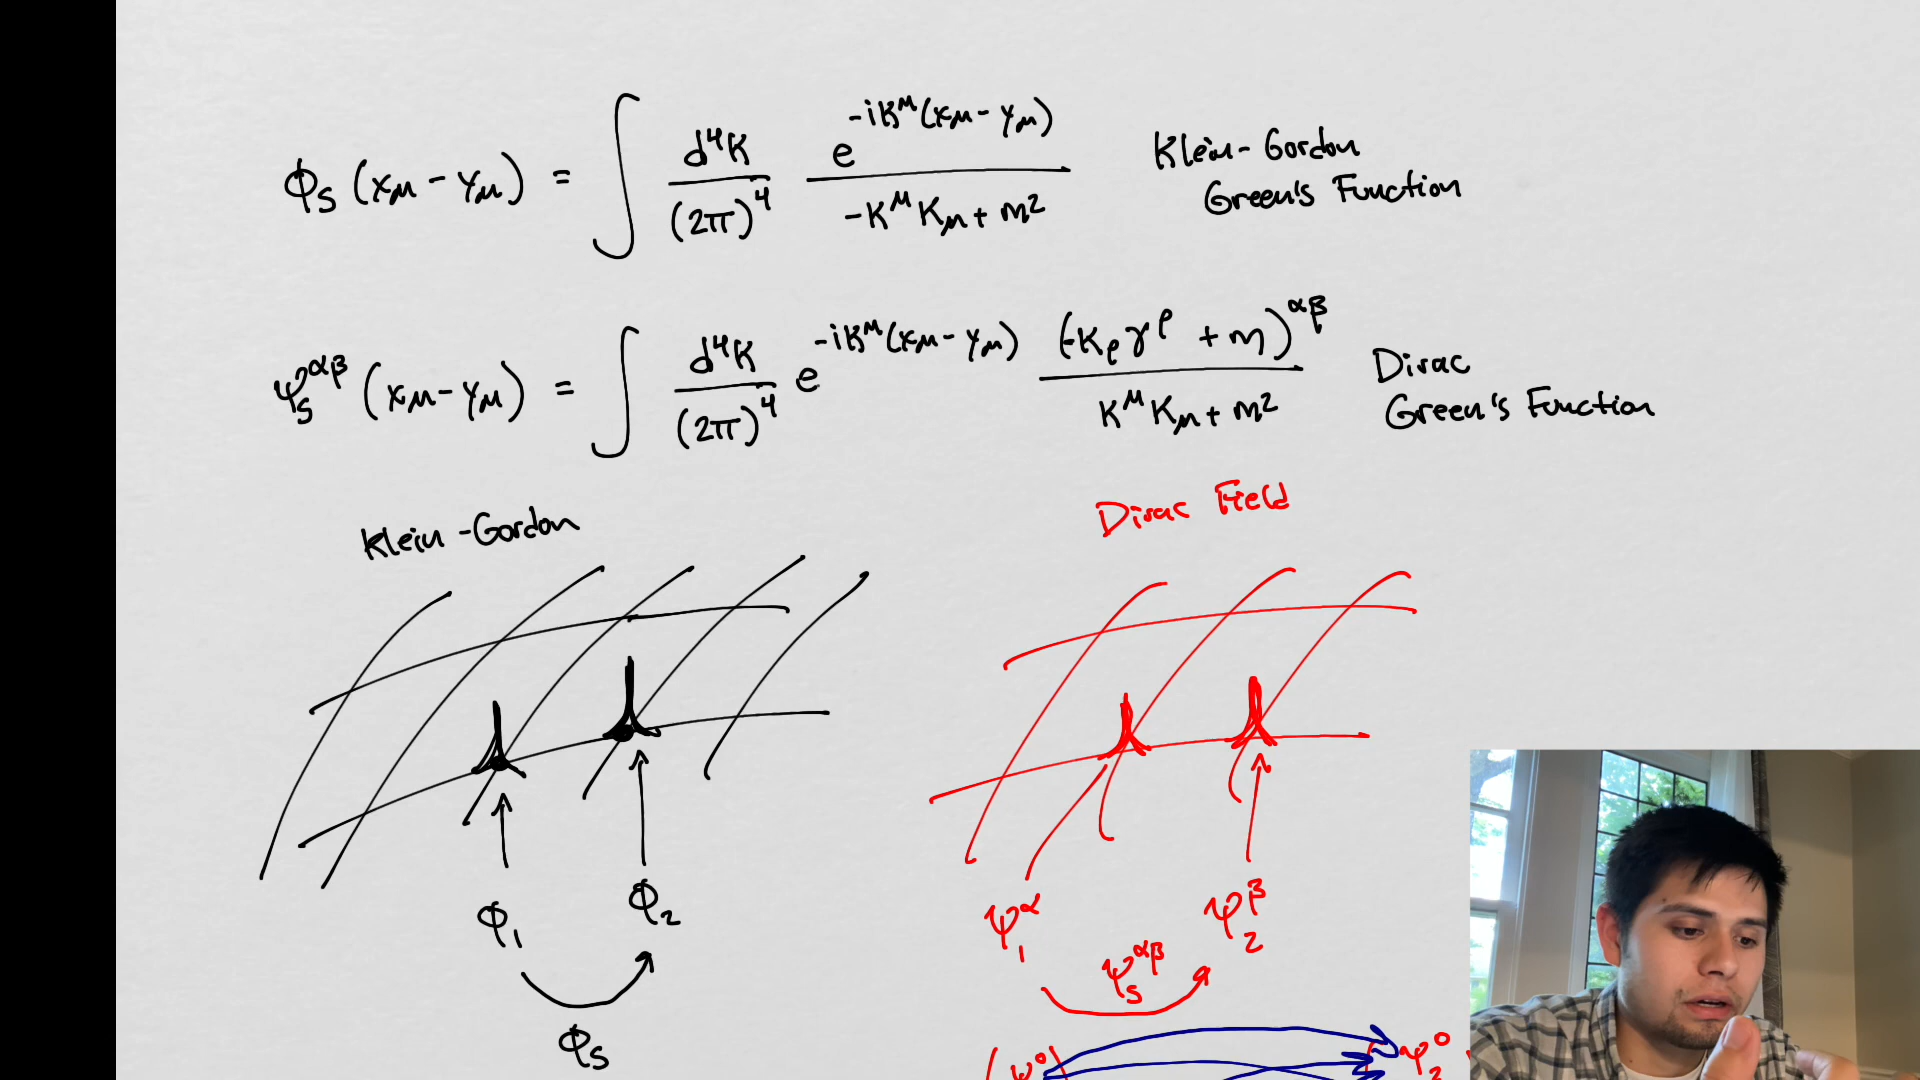 ϕₛ (xμ − yμ) = ∫ d⁴K/(2π)⁴ e^(−iK^μ(xμ − yμ))/(−K^μ Kμ + m²) Klein-Gordon
Green's Function
ψₛ^αβ (xμ − yμ) = ∫ d⁴K/(2π)⁴ e^(−iK^μ(xμ − yμ)) (−Kρ γ^ρ + m)^αβ/(K^μ Kμ + m²) Dirac
Green's Function
Klein-Gordon
Dirac Field
ϕ₁
ϕ₂
ϕₛ
ψ₁^α
ψ₂^β
ψₛ^αβ
(ψ⁰)
(ψ₂⁰